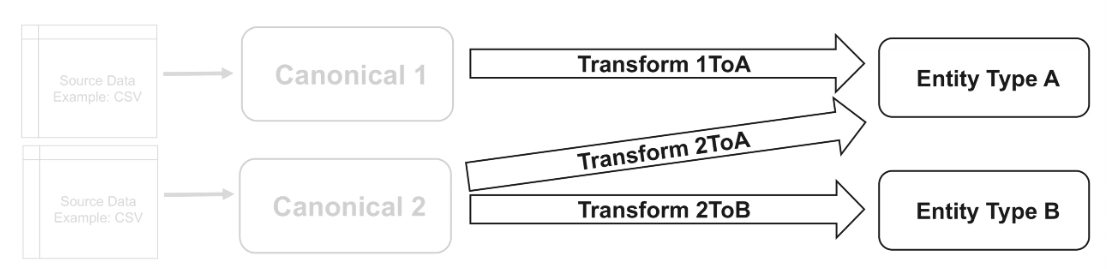 Source Data
Example: CSV
Canonical 1
Transform 1ToA
Entity Type A
Transform 2ToA
Source Data
Example: CSV
Canonical 2
Transform 2ToB
Entity Type B